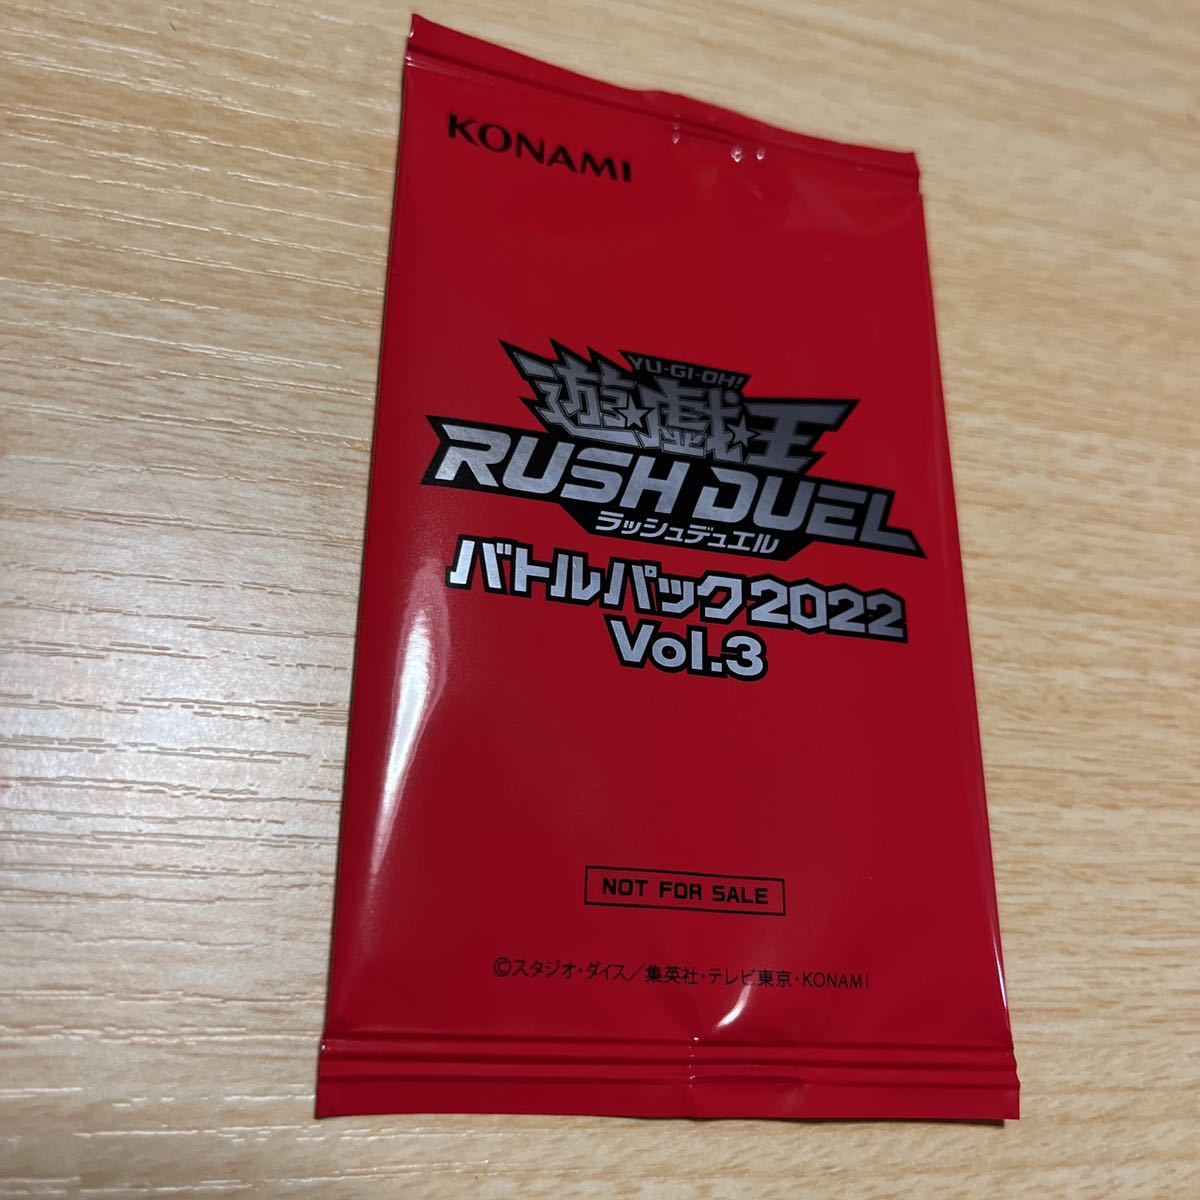 KONAMI
YU-GI-OH!
遊☆戯☆王
RUSH DUEL
ラッシュデュエル
バトルパック2022
Vol.3
NOT FOR SALE
©スタジオ・ダイス／集英社・テレビ東京・KONAMI